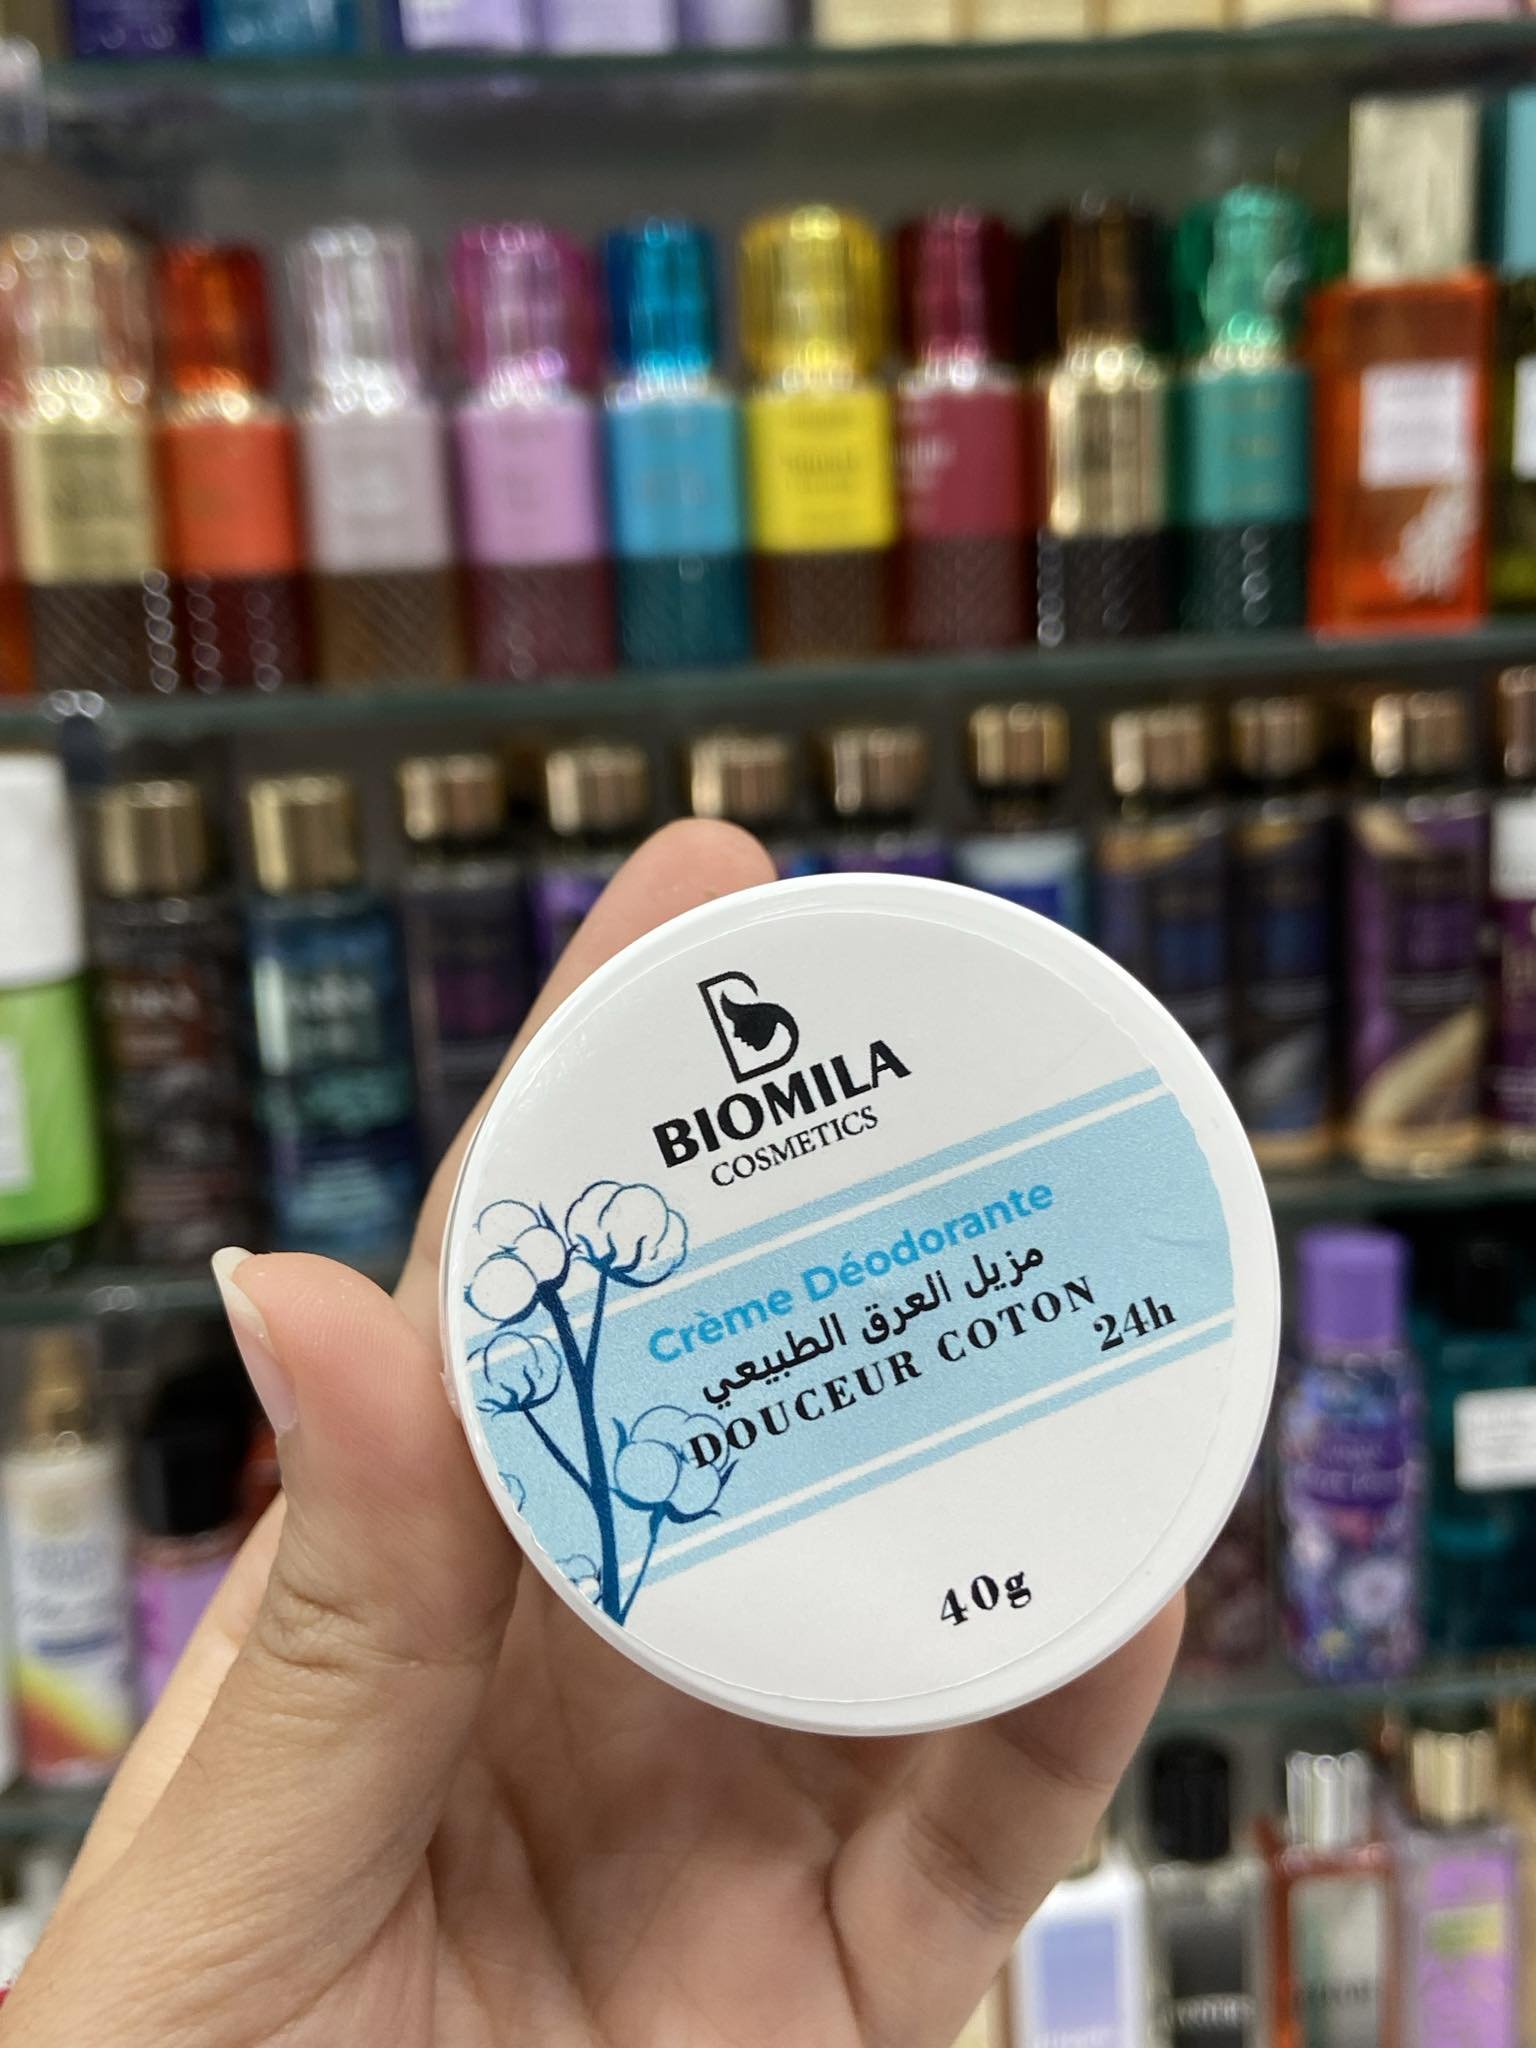 BIOMILA
COSMETICS
Crème Déodorante
مزيل العرق الطبيعي
DOUCEUR COTON
24h
40g